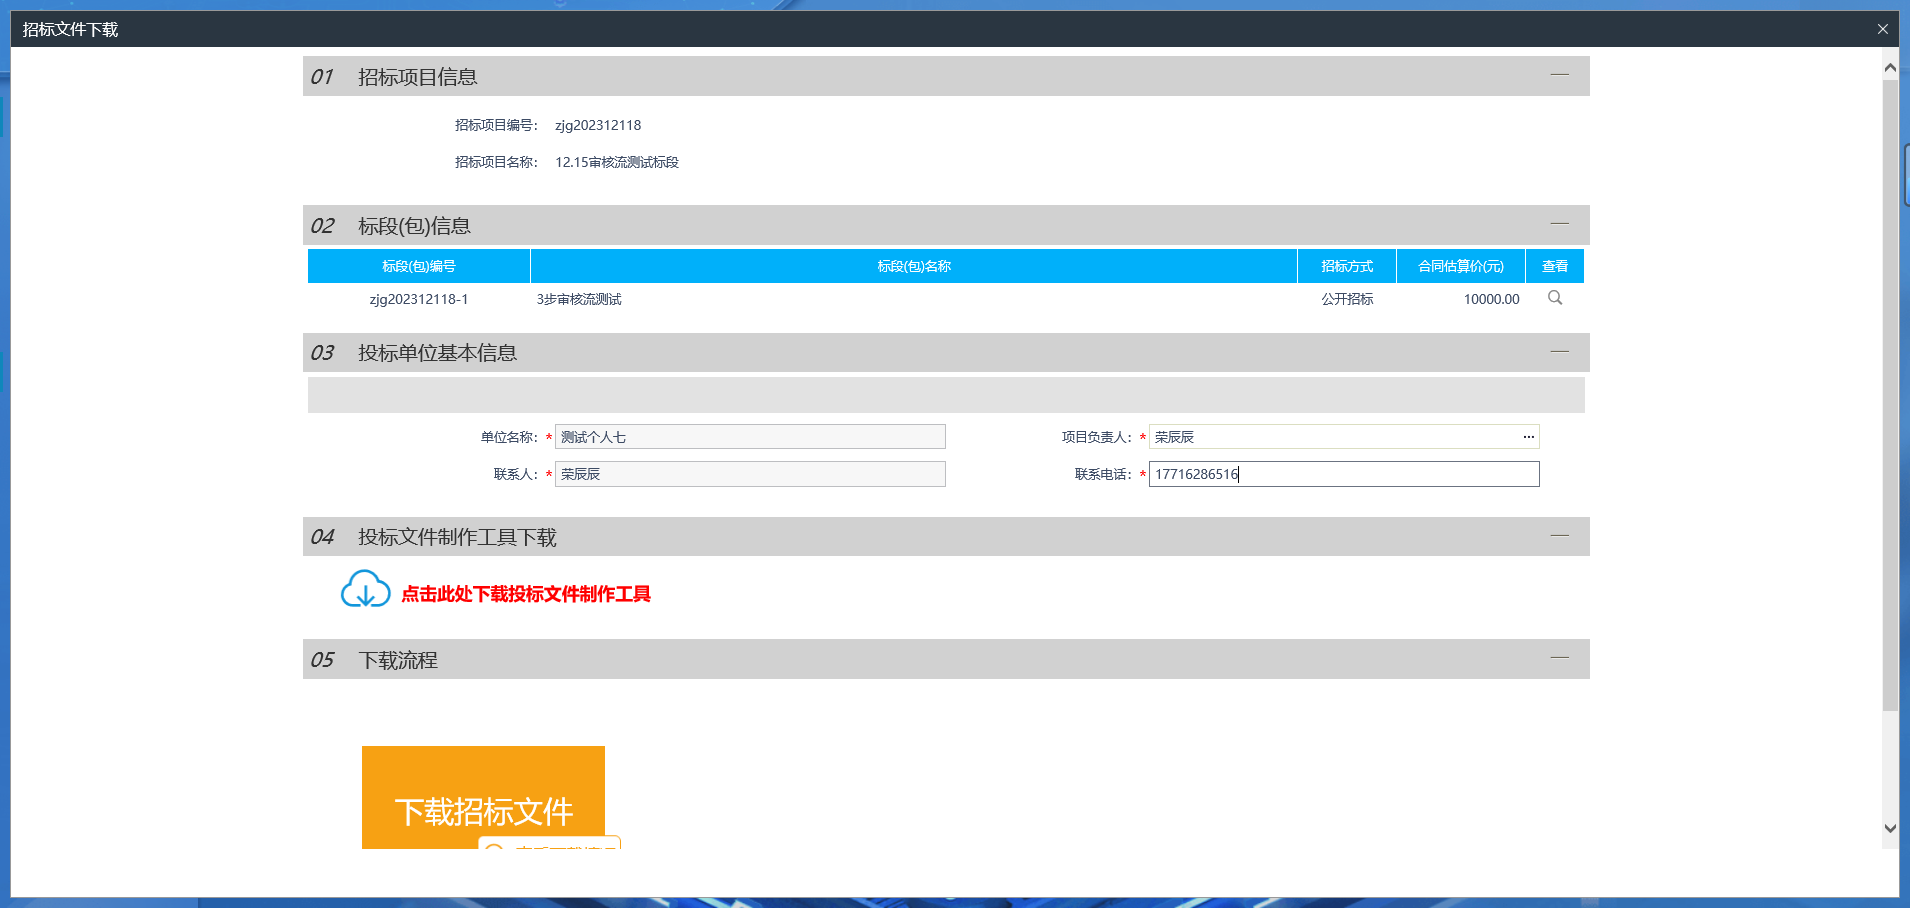 招标文件下载
01 招标项目信息
招标项目编号： zjg202312118
招标项目名称： 12.15审核流测试标段
02 标段(包)信息
标段(包)编号 标段(包)名称 招标方式 合同估算价(元) 查看
zjg202312118-1 3步审核流测试 公开招标 10000.00
03 投标单位基本信息
单位名称： * 测试个人七 项目负责人： * 荣辰辰 ···
联系人： * 荣辰辰 联系电话： * 17716286516
04 投标文件制作工具下载
点击此处下载投标文件制作工具
05 下载流程
下载招标文件